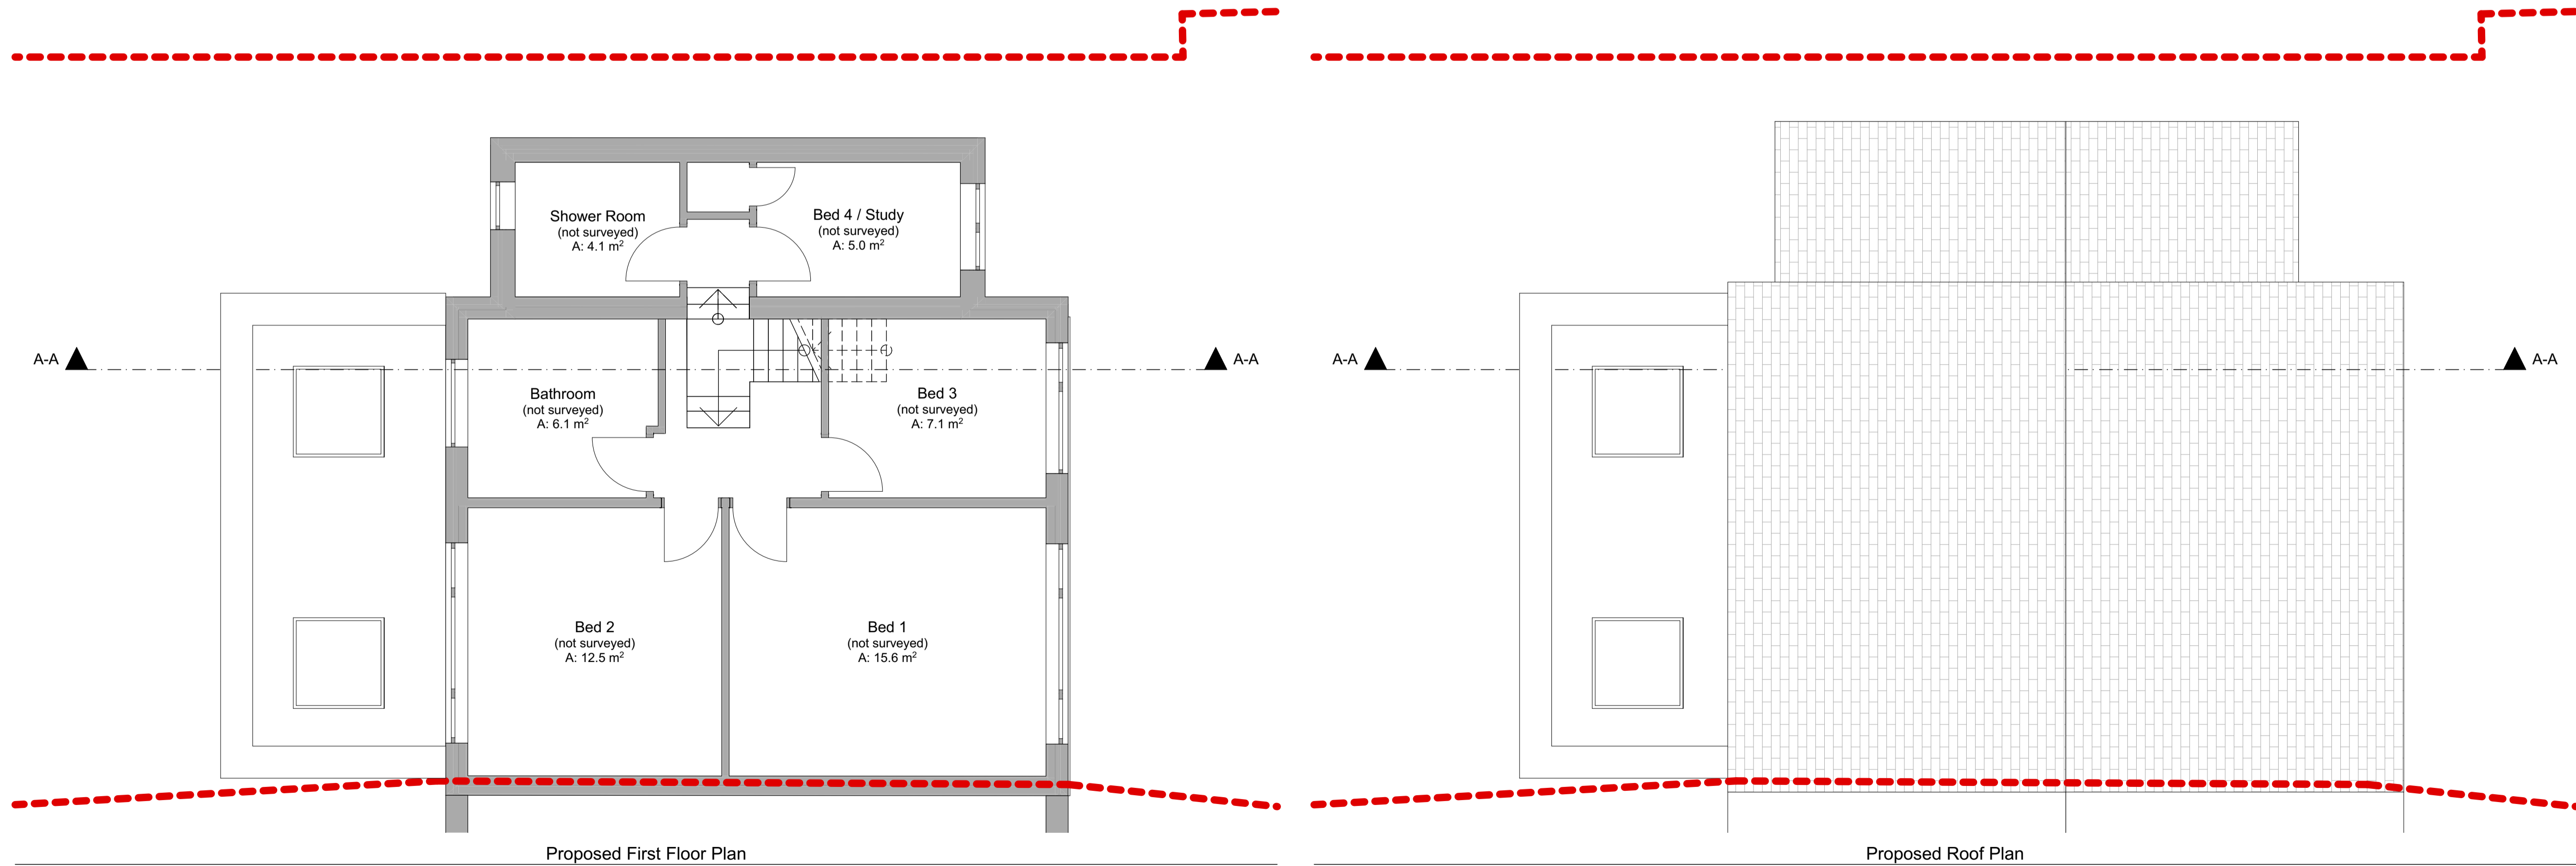 Shower Room
(not surveyed)
A: 4.1 m²
Bed 4 / Study
(not surveyed)
A: 5.0 m²
A-A
A-A
Bathroom
(not surveyed)
A: 6.1 m²
Bed 3
(not surveyed)
A: 7.1 m²
Bed 2
(not surveyed)
A: 12.5 m²
Bed 1
(not surveyed)
A: 15.6 m²
Proposed First Floor Plan
A-A
A-A
Proposed Roof Plan